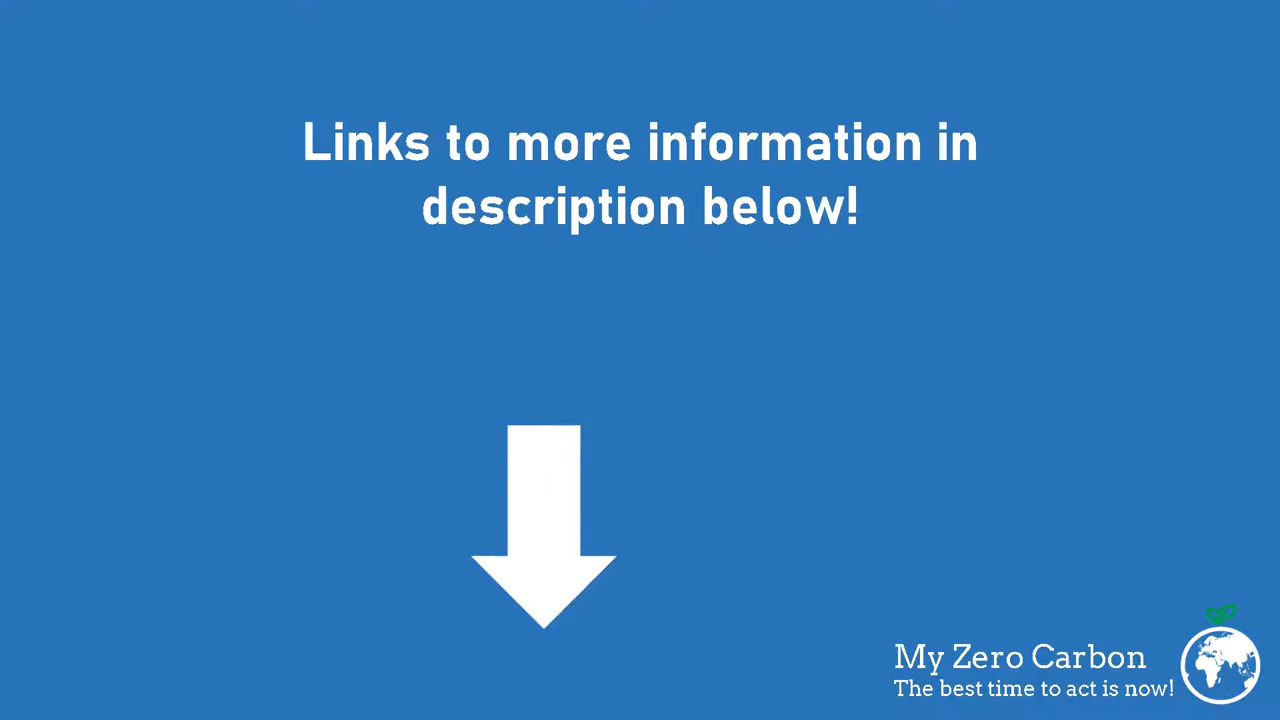 Links to more information in
description below!
My Zero Carbon
The best time to act is now!